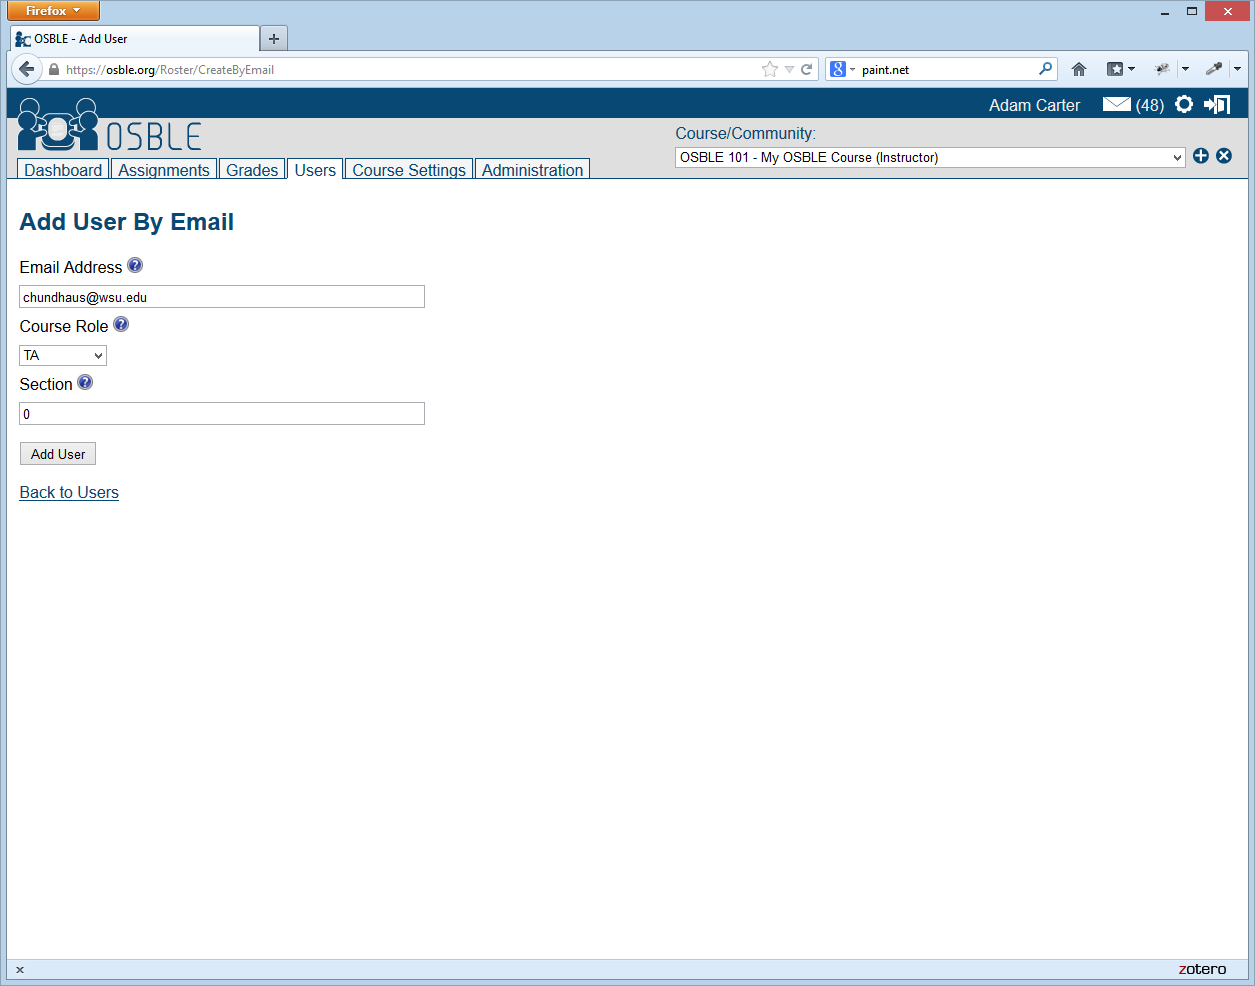 Firefox
OSBLE - Add User
https://osble.org/Roster/CreateByEmail
paint.net
Adam Carter (48)
OSBLE
Course/Community:
OSBLE 101 - My OSBLE Course (Instructor)
Dashboard Assignments Grades Users Course Settings Administration
Add User By Email
Email Address ?
chundhaus@wsu.edu
Course Role ?
TA
Section ?
0
Add User
Back to Users
zotero